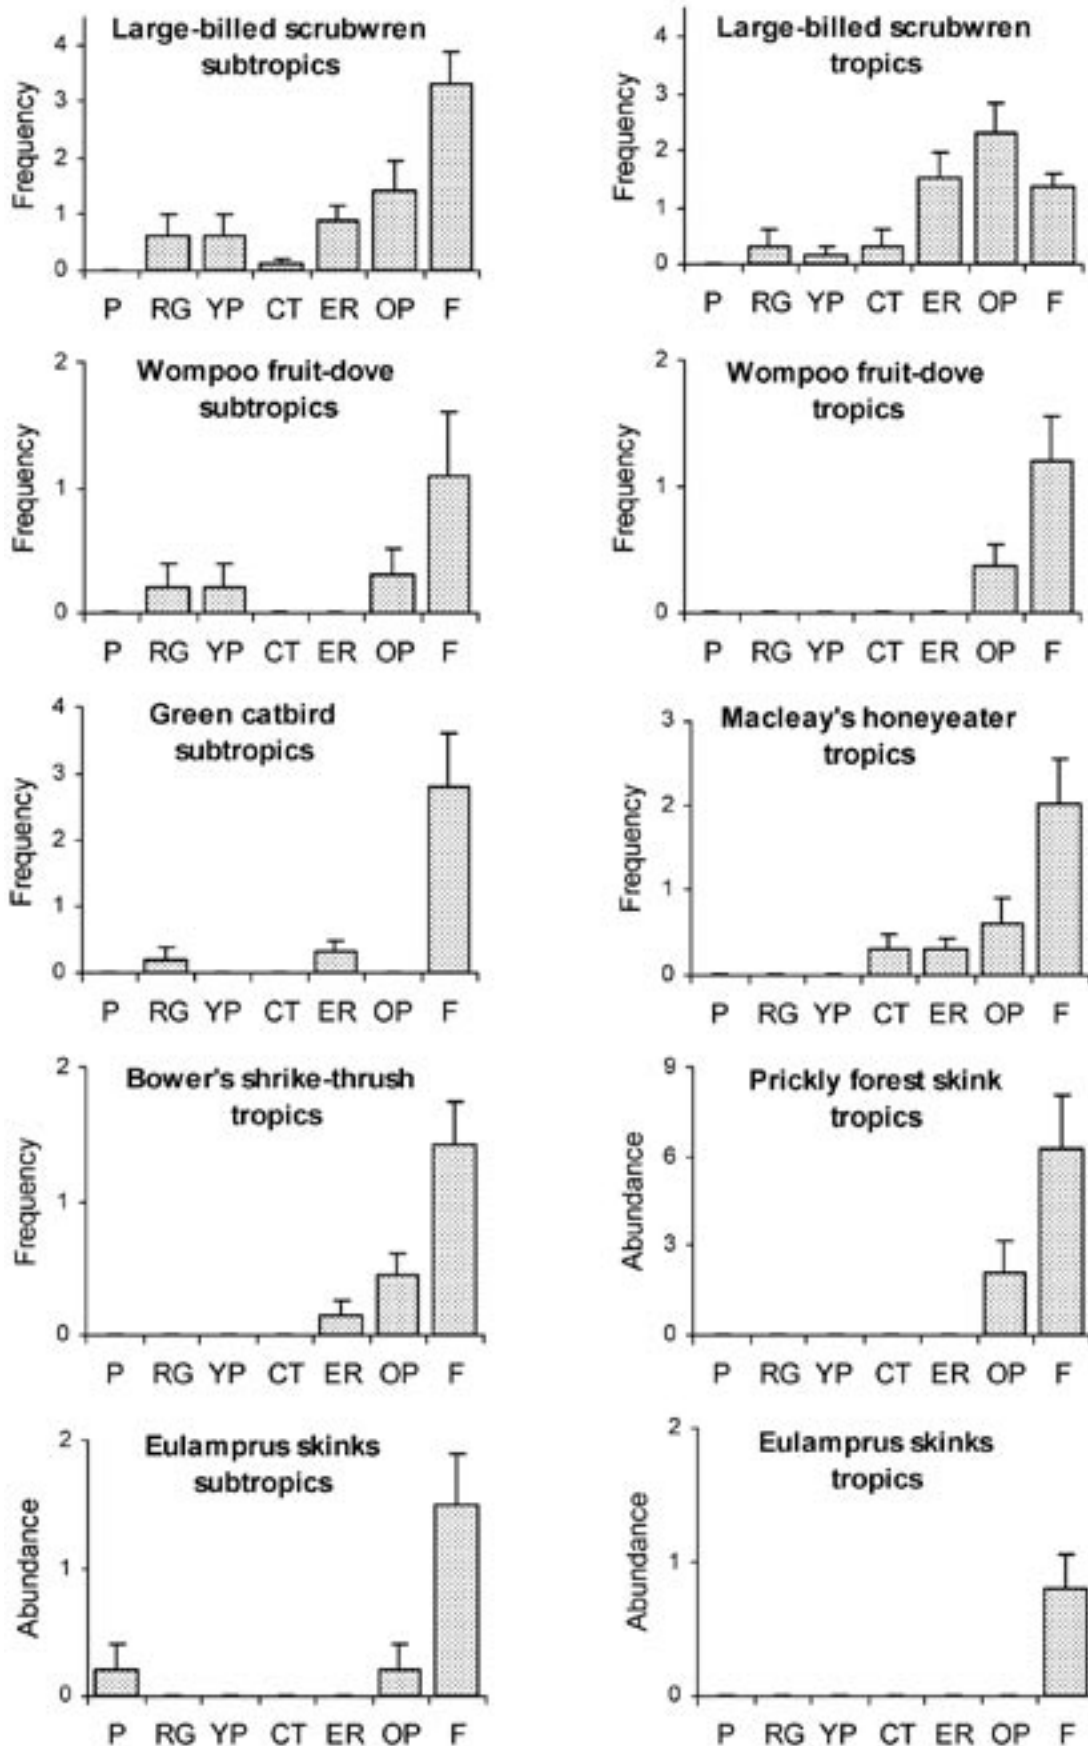 Large-billed scrubwren
subtropics
Frequency
4
3
2
1
0
P RG YP CT ER OP F
Large-billed scrubwren
tropics
Frequency
4
3
2
1
0
P RG YP CT ER OP F
Wompoo fruit-dove
subtropics
Frequency
2
1
0
P RG YP CT ER OP F
Wompoo fruit-dove
tropics
Frequency
2
1
0
P RG YP CT ER OP F
Green catbird
subtropics
Frequency
4
3
2
1
0
P RG YP CT ER OP F
Macleay's honeyeater
tropics
Frequency
3
2
1
0
P RG YP CT ER OP F
Bower's shrike-thrush
tropics
Frequency
2
1
0
P RG YP CT ER OP F
Prickly forest skink
tropics
Abundance
9
6
3
0
P RG YP CT ER OP F
Eulamprus skinks
subtropics
Abundance
2
1
0
P RG YP CT ER OP F
Eulamprus skinks
tropics
Abundance
2
1
0
P RG YP CT ER OP F